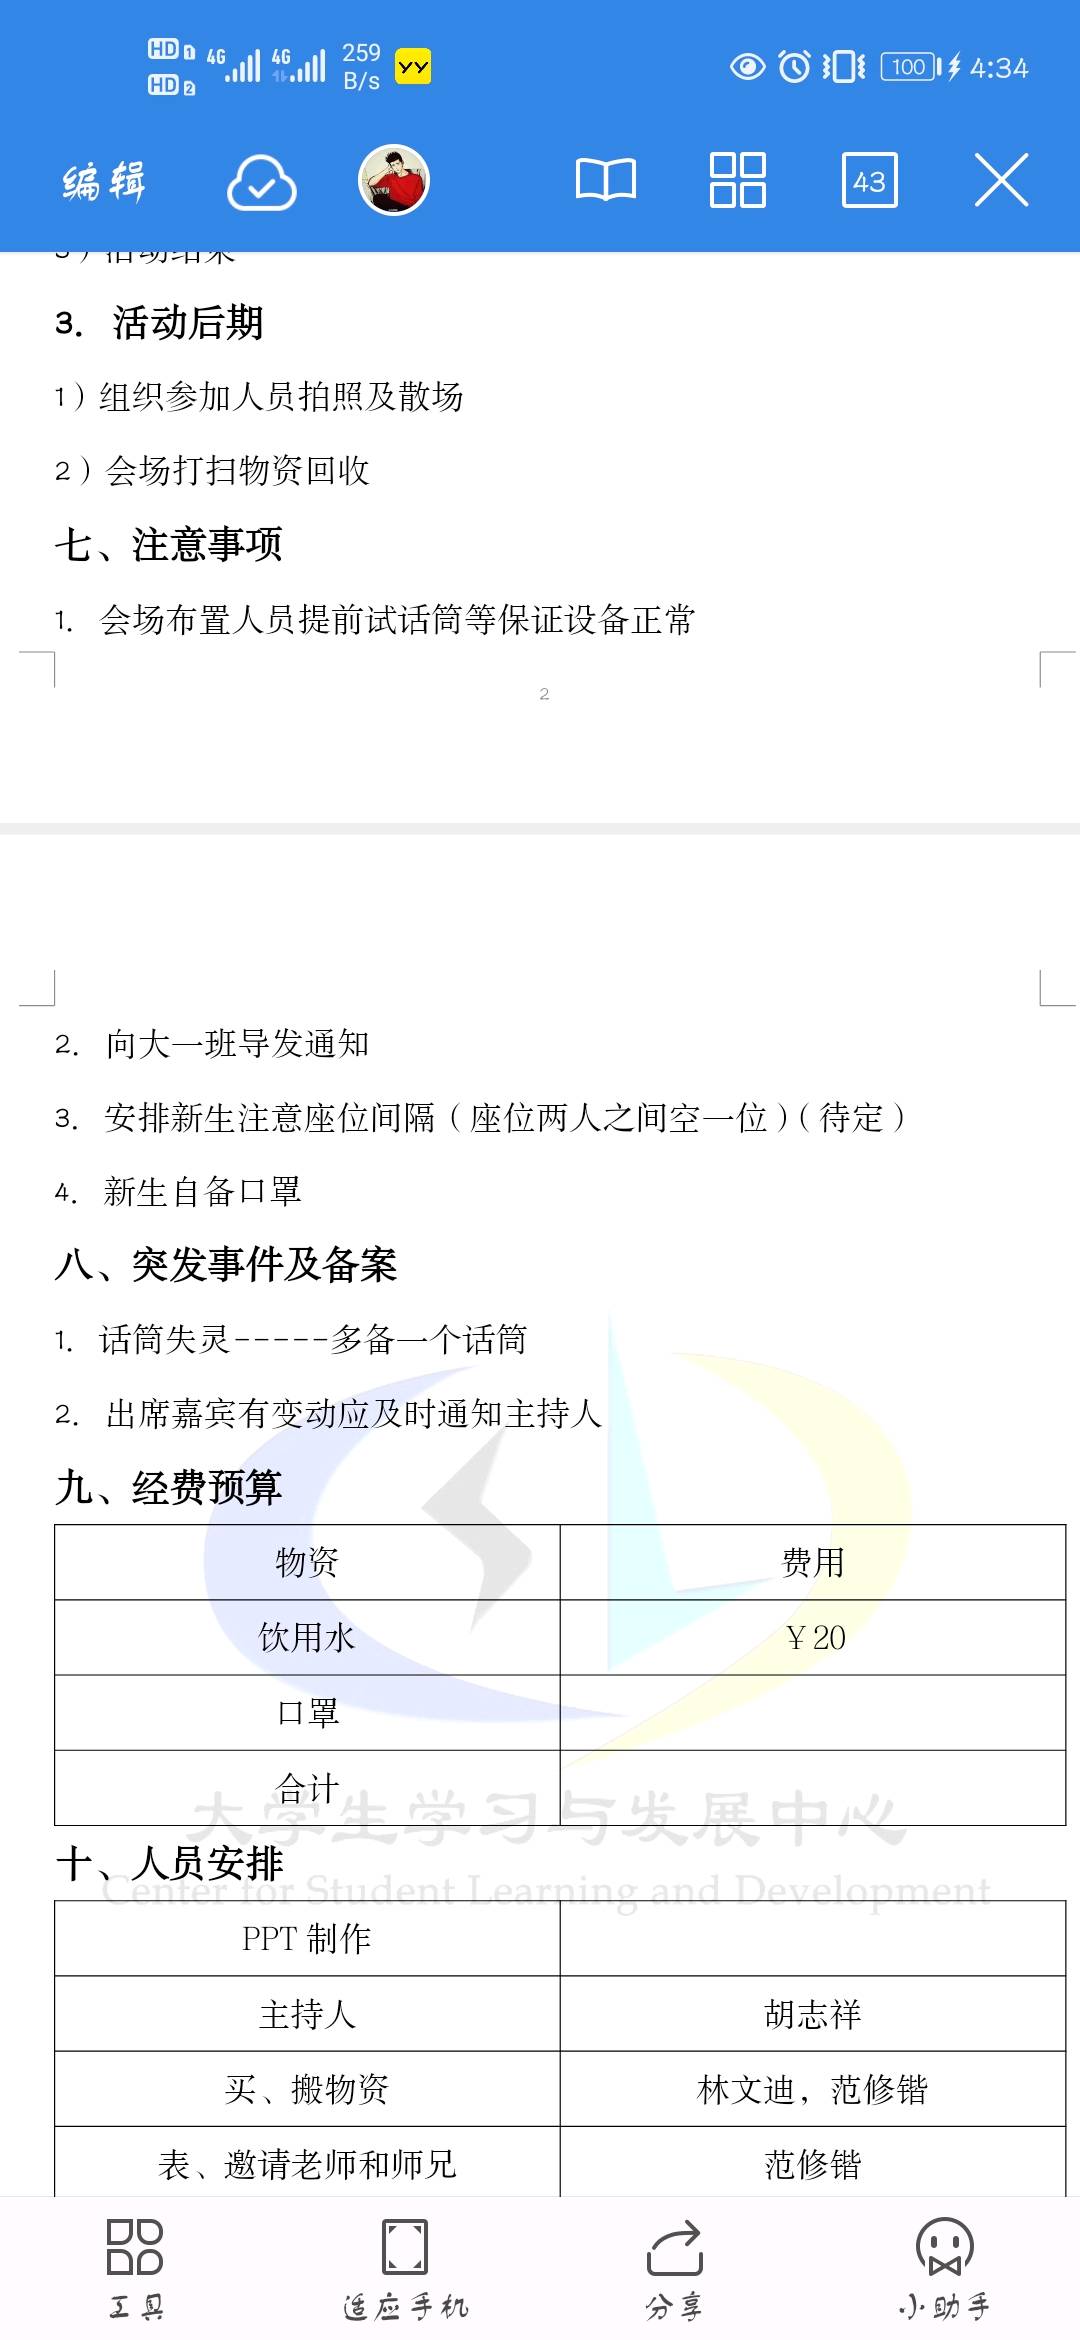 HD 1 4G 4G 259 YY 100 4:34
HD 2 B/s
编辑 43
3）活动结束
3. 活动后期
1）组织参加人员拍照及散场
2）会场打扫物资回收
七、注意事项
1. 会场布置人员提前试话筒等保证设备正常
2
2. 向大一班导发通知
3. 安排新生注意座位间隔（座位两人之间空一位）（待定）
4. 新生自备口罩
八、突发事件及备案
1. 话筒失灵-----多备一个话筒
2. 出席嘉宾有变动应及时通知主持人
九、经费预算
物资 费用
饮用水 ￥20
口罩
合计
大学生学习与发展中心
十、人员安排
Center for Student Learning and Development
PPT 制作
主持人 胡志祥
买、搬物资 林文迪，范修锴
表、邀请老师和师兄 范修锴
工具 适应手机 分享 小助手